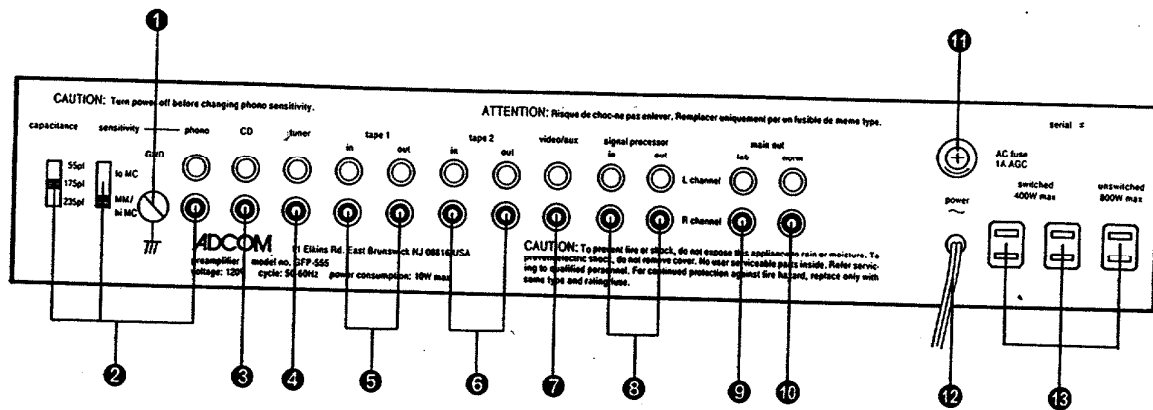 1
11
CAUTION: Turn power off before changing phono sensitivity.
ATTENTION: Risque de choc-ne pas enlever. Remplacer uniquement par un fusible de meme type.
serial
capacitance
sensitivity
phono
CD
tuner
tape 1
tape 2
video/aux
signal processor
main out
in
out
in
out
in
out
lab
norm
55pf
175pf
235pf
lo MC
MM/
hi MC
L channel
R channel
AC fuse
1A AGC
power
switched
400W max
unswitched
800W max
ADCOM
11 Elkins Rd. East Brunswick NJ 08816 USA
preamplifier model no. GFP-555
voltage: 120V cycle: 50-60Hz power consumption: 10W max
CAUTION: To prevent fire or shock, do not expose this appliance to rain or moisture. To
prevent electric shock, do not remove cover. No user serviceable parts inside. Refer servic-
ing to qualified personnel. For continued protection against fire hazard, replace only with
same type and rating fuse.
2
3
4
5
6
7
8
9
10
12
13